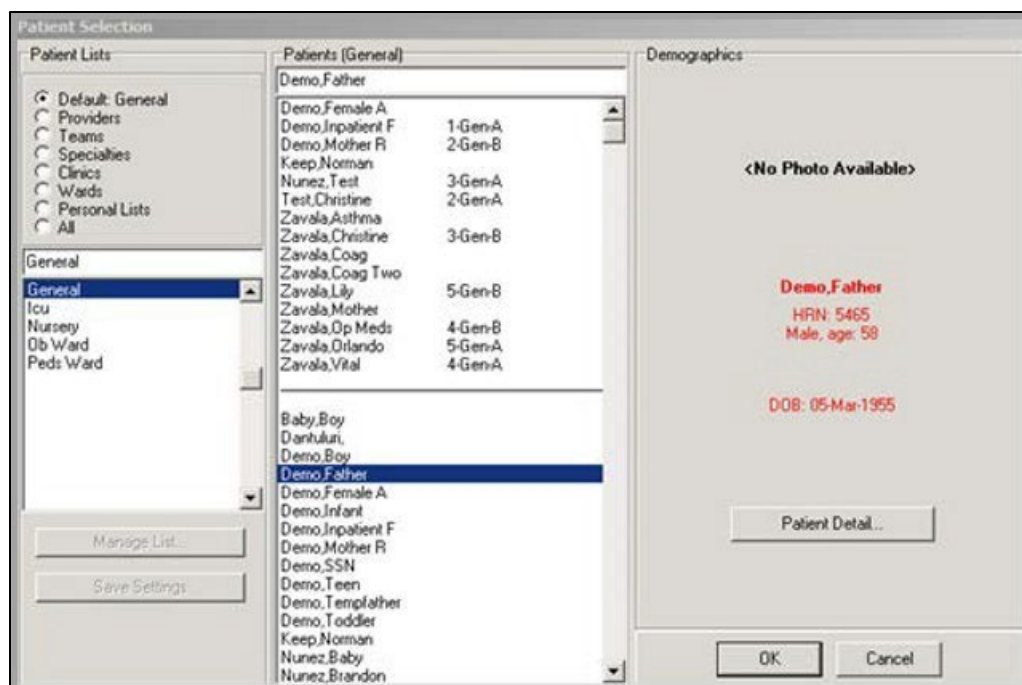 Patient Selection
Patient Lists
Default: General
Providers
Teams
Specialties
Clinics
Wards
Personal Lists
All
General
General
Icu
Nursery
Ob Ward
Peds Ward
Manage List...
Save Settings
Patients (General)
Demo,Father
Demo,Female A
Demo,Inpatient F 1-Gen-A
Demo,Mother R 2-Gen-B
Keep,Norman
Nunez,Test 3-Gen-A
Test,Christine 2-Gen-A
Zavala,Asthma
Zavala,Christine 3-Gen-B
Zavala,Coag
Zavala,Coag Two
Zavala,Lily 5-Gen-B
Zavala,Mother
Zavala,Op Meds 4-Gen-B
Zavala,Orlando 5-Gen-A
Zavala,Vital 4-Gen-A
Baby,Boy
Dantuluri,
Demo,Boy
Demo,Father
Demo,Female A
Demo,Infant
Demo,Inpatient F
Demo,Mother R
Demo,SSN
Demo,Teen
Demo,Tempfather
Demo,Toddler
Keep,Norman
Nunez,Baby
Nunez,Brandon
Demographics
<No Photo Available>
Demo,Father
HRN: 5465
Male, age: 58
DOB: 05-Mar-1955
Patient Detail...
OK
Cancel